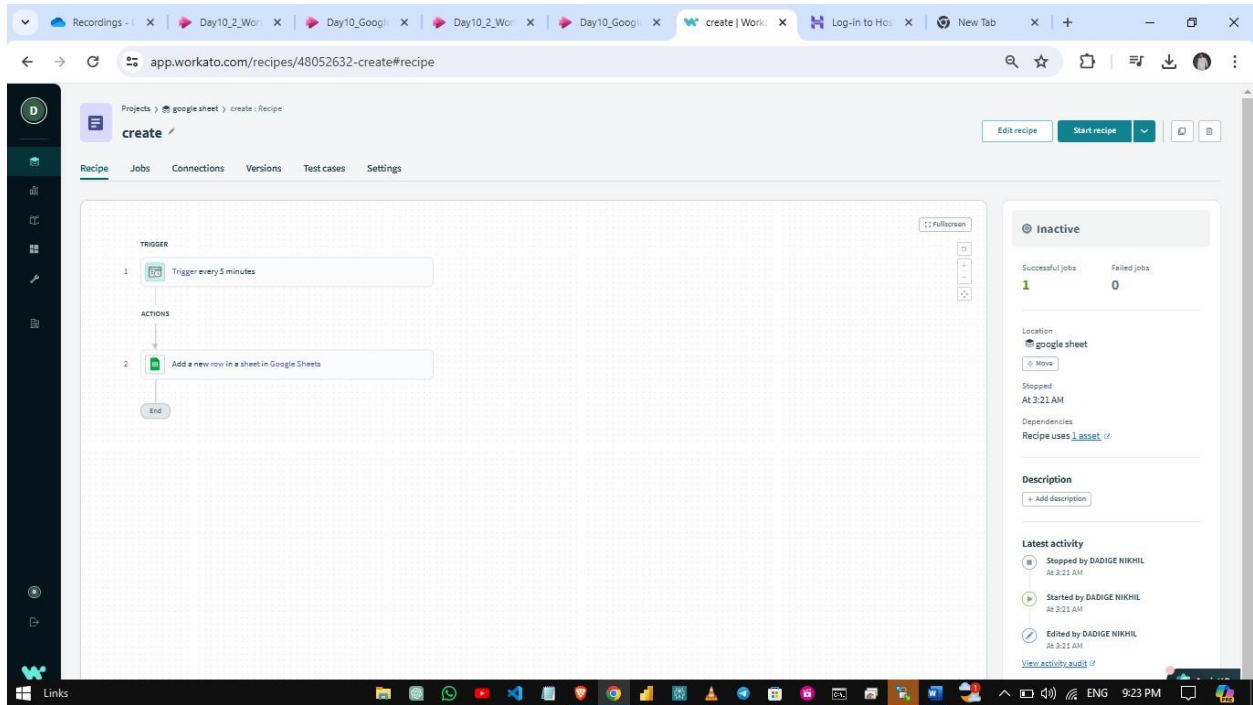 Recordings - (
Day10_2_Wor
Day10_Googl
Day10_2_Wor
Day10_Googl
create | Work
Log-in to Hos
New Tab
app.workato.com/recipes/48052632-create#recipe
D
Projects > google sheet > create : Recipe
create
Edit recipe
Start recipe
Recipe Jobs Connections Versions Test cases Settings
Fullscreen
TRIGGER
1 Trigger every 5 minutes
ACTIONS
2 Add a new row in a sheet in Google Sheets
End
Inactive
Successful jobs Failed jobs
1 0
Location
google sheet
Move
Stopped
At 3:21 AM
Dependencies
Recipe uses 1 asset
Description
+ Add description
Latest activity
Stopped by DADIGE NIKHIL
At 3:21 AM
Started by DADIGE NIKHIL
At 3:21 AM
Edited by DADIGE NIKHIL
At 3:21 AM
View activity audit
Links
ENG 9:23 PM